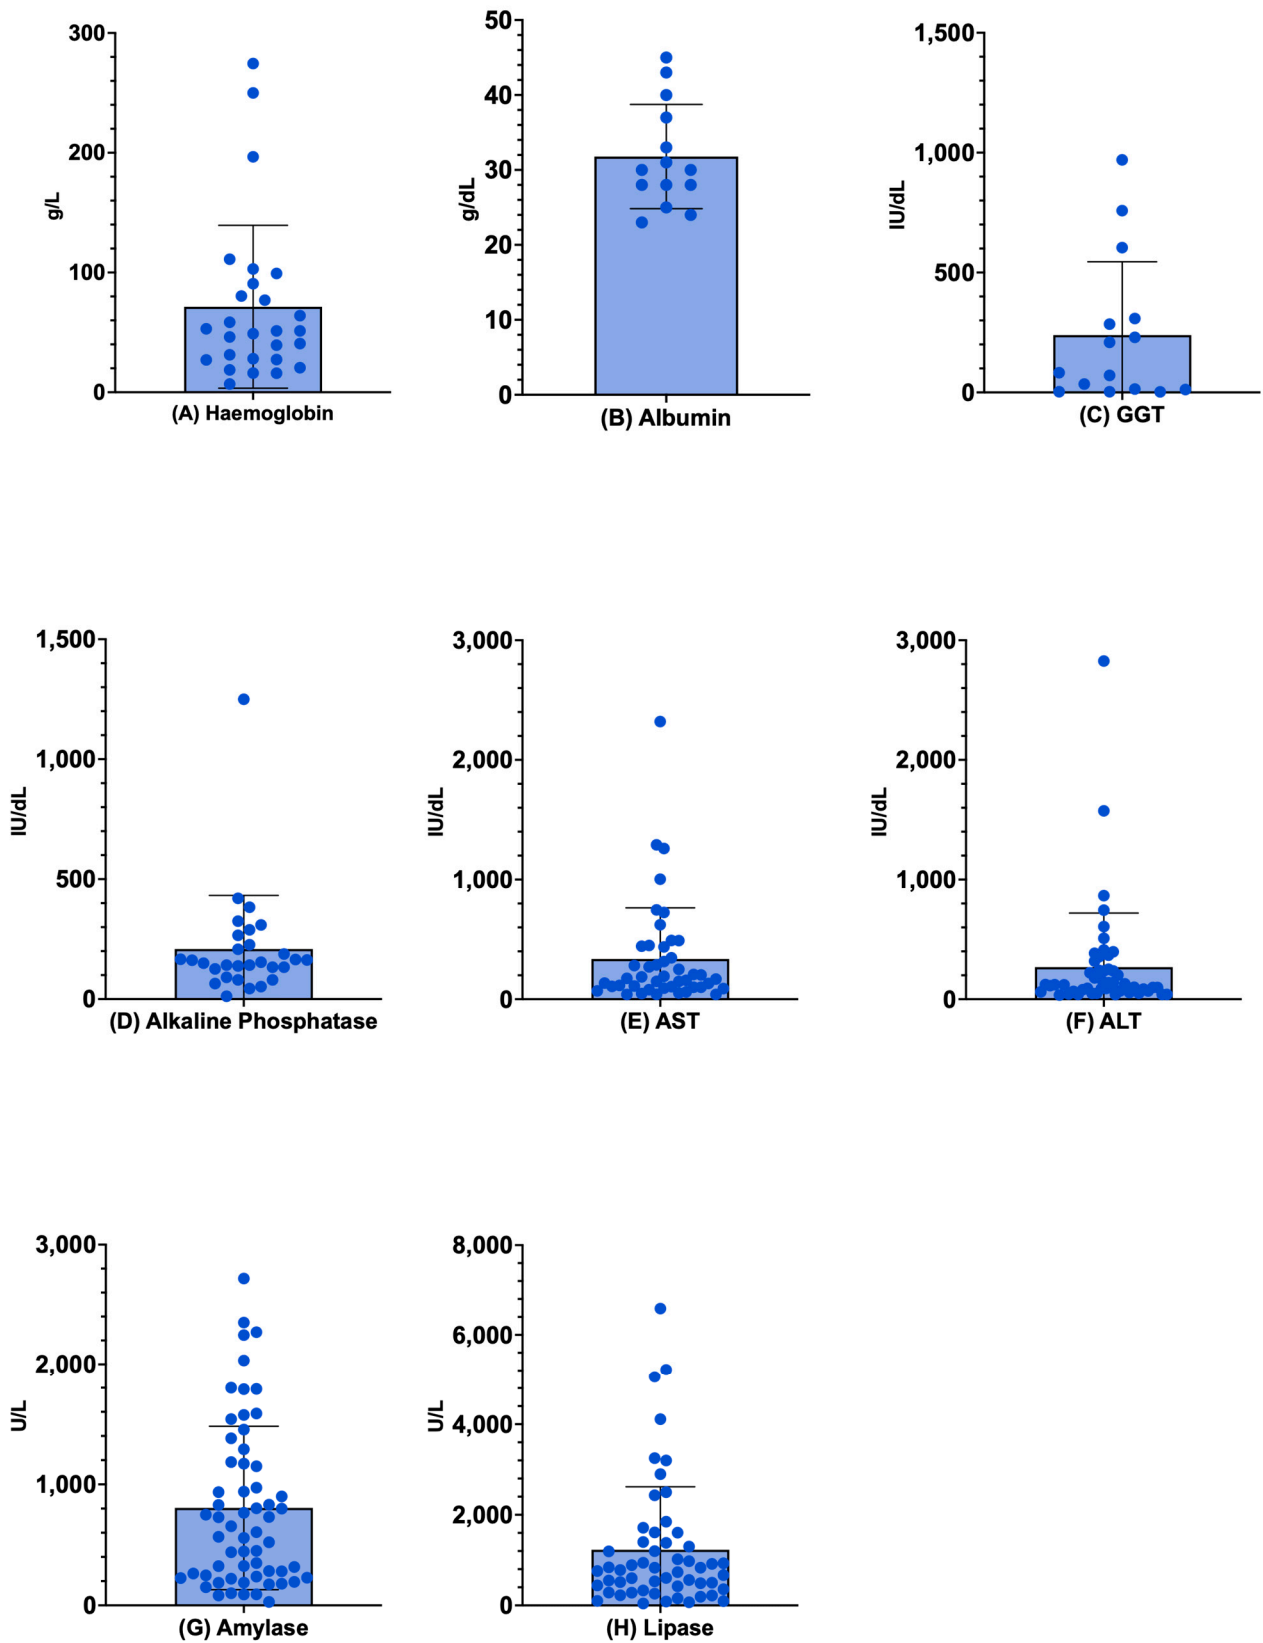 300
200
100
0
g/L
(A) Haemoglobin
50
40
30
20
10
0
g/dL
(B) Albumin
1,500
1,000
500
0
IU/dL
(C) GGT
1,500
1,000
500
0
IU/dL
(D) Alkaline Phosphatase
3,000
2,000
1,000
0
IU/dL
(E) AST
3,000
2,000
1,000
0
IU/dL
(F) ALT
3,000
2,000
1,000
0
U/L
(G) Amylase
8,000
6,000
4,000
2,000
0
U/L
(H) Lipase